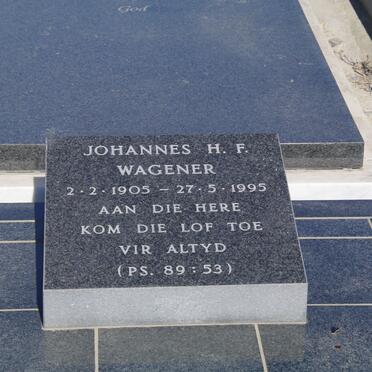 God
JOHANNES H. F.
WAGENER
2·2·1905 – 27·5·1995
AAN DIE HERE
KOM DIE LOF TOE
VIR ALTYD
(PS. 89:53)